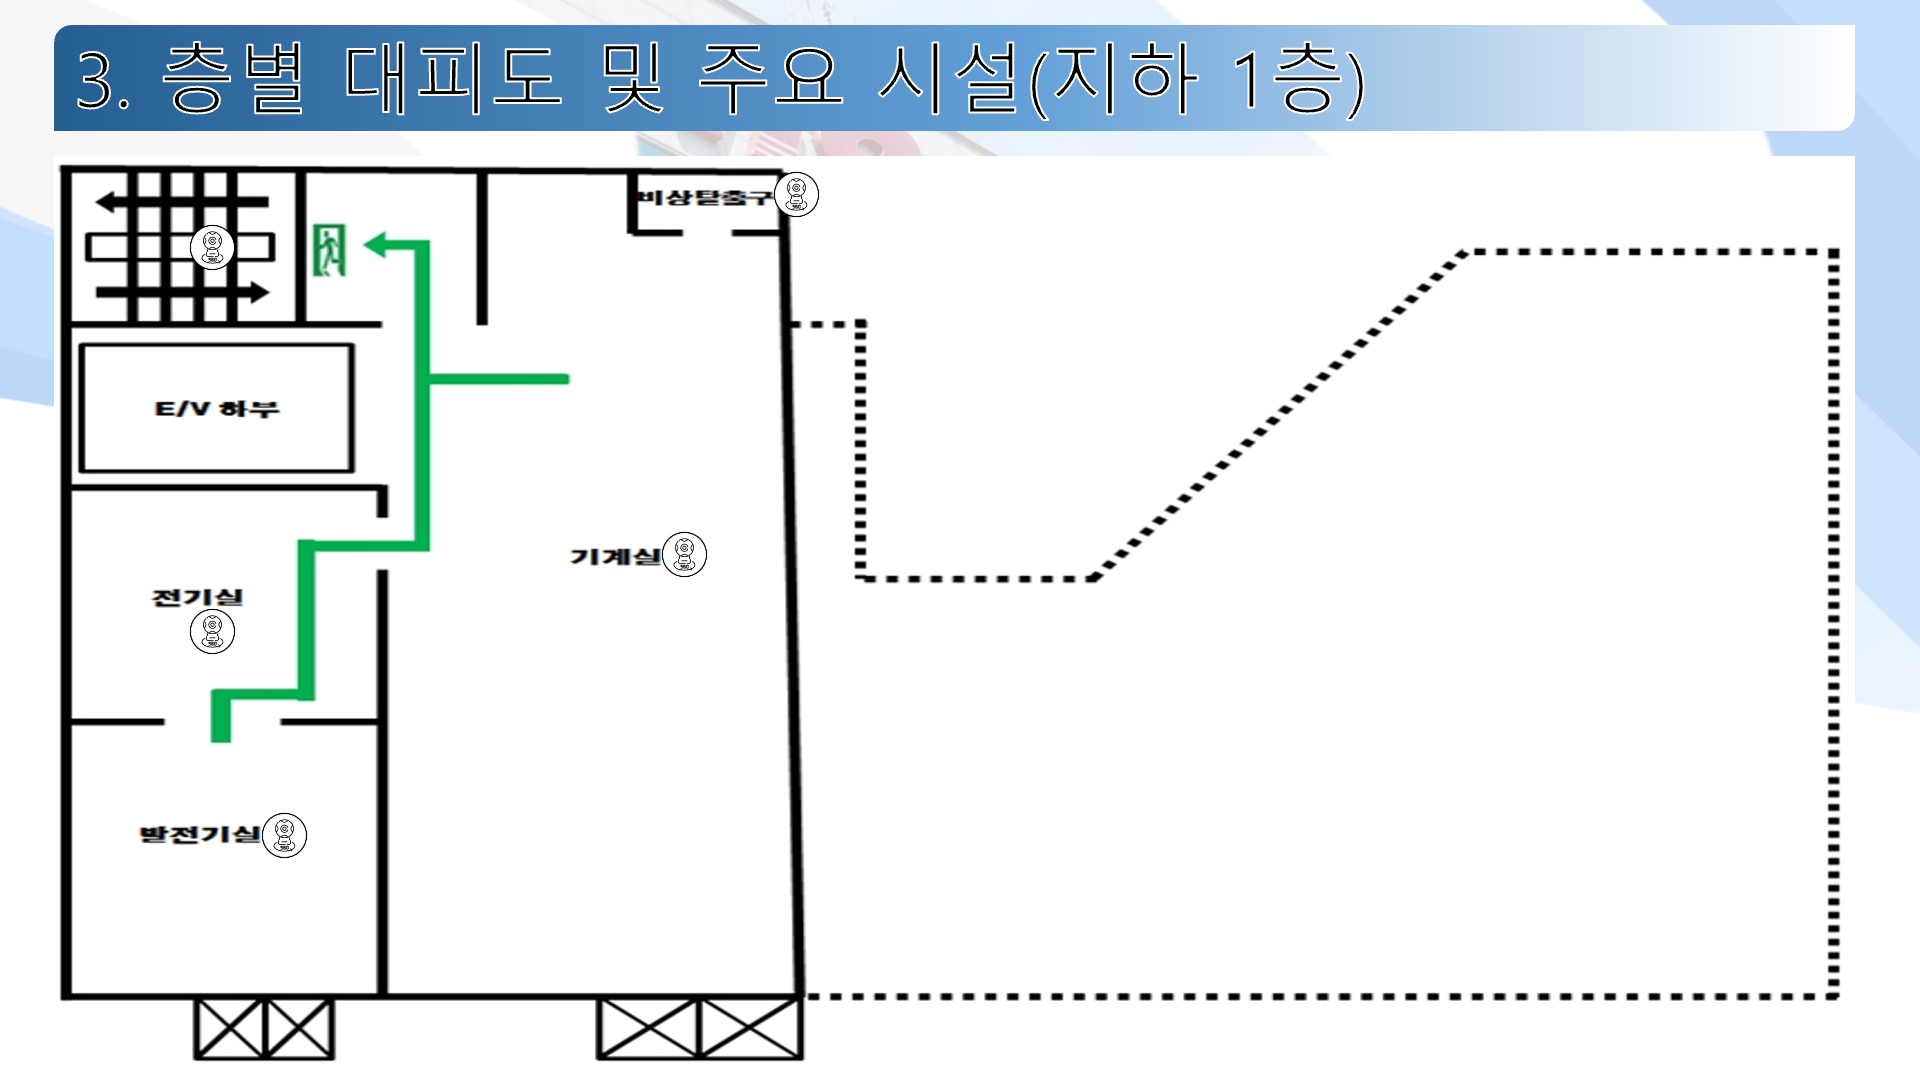 3. 층별 대피도 및 주요 시설(지하 1층)
비상탈출구
E/V 하부
기계실
전기실
발전기실